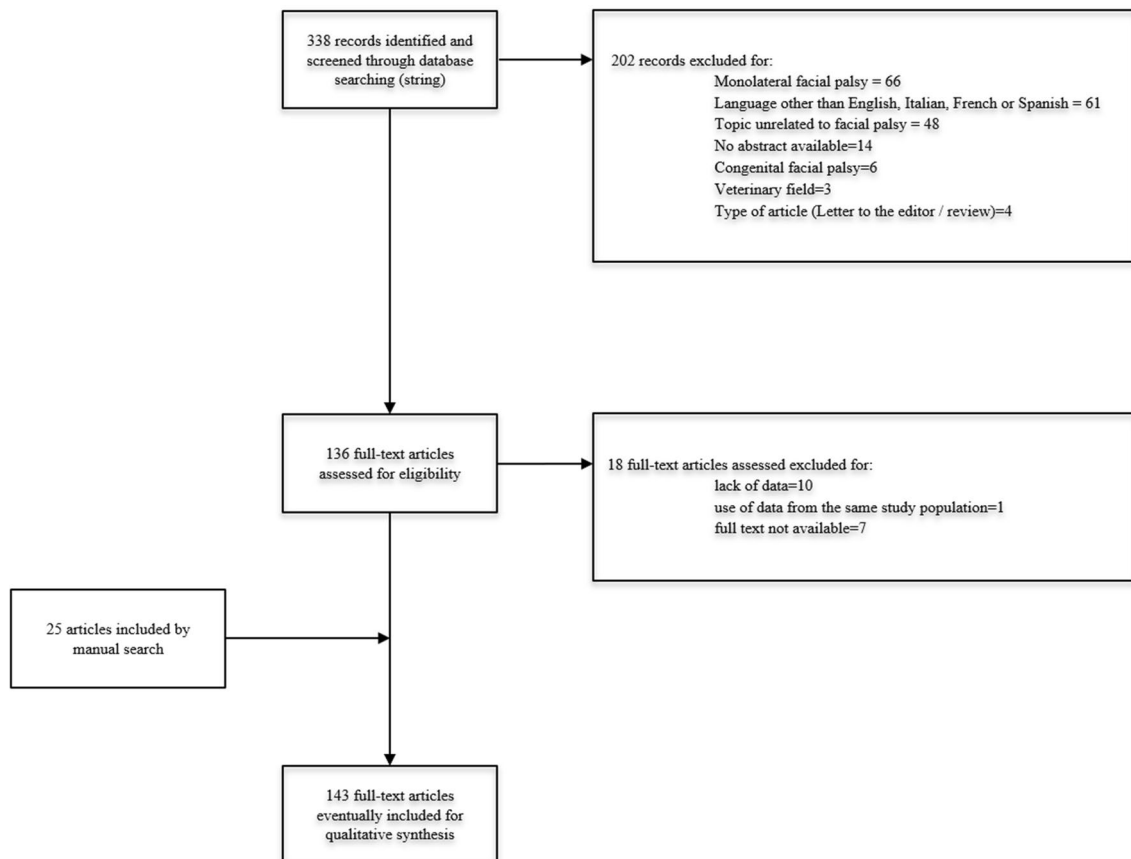 338 records identified and
screened through database
searching (string)
202 records excluded for:
Monolateral facial palsy = 66
Language other than English, Italian, French or Spanish = 61
Topic unrelated to facial palsy = 48
No abstract available=14
Congenital facial palsy=6
Veterinary field=3
Type of article (Letter to the editor / review)=4
136 full-text articles
assessed for eligibility
18 full-text articles assessed excluded for:
lack of data=10
use of data from the same study population=1
full text not available=7
25 articles included by
manual search
143 full-text articles
eventually included for
qualitative synthesis